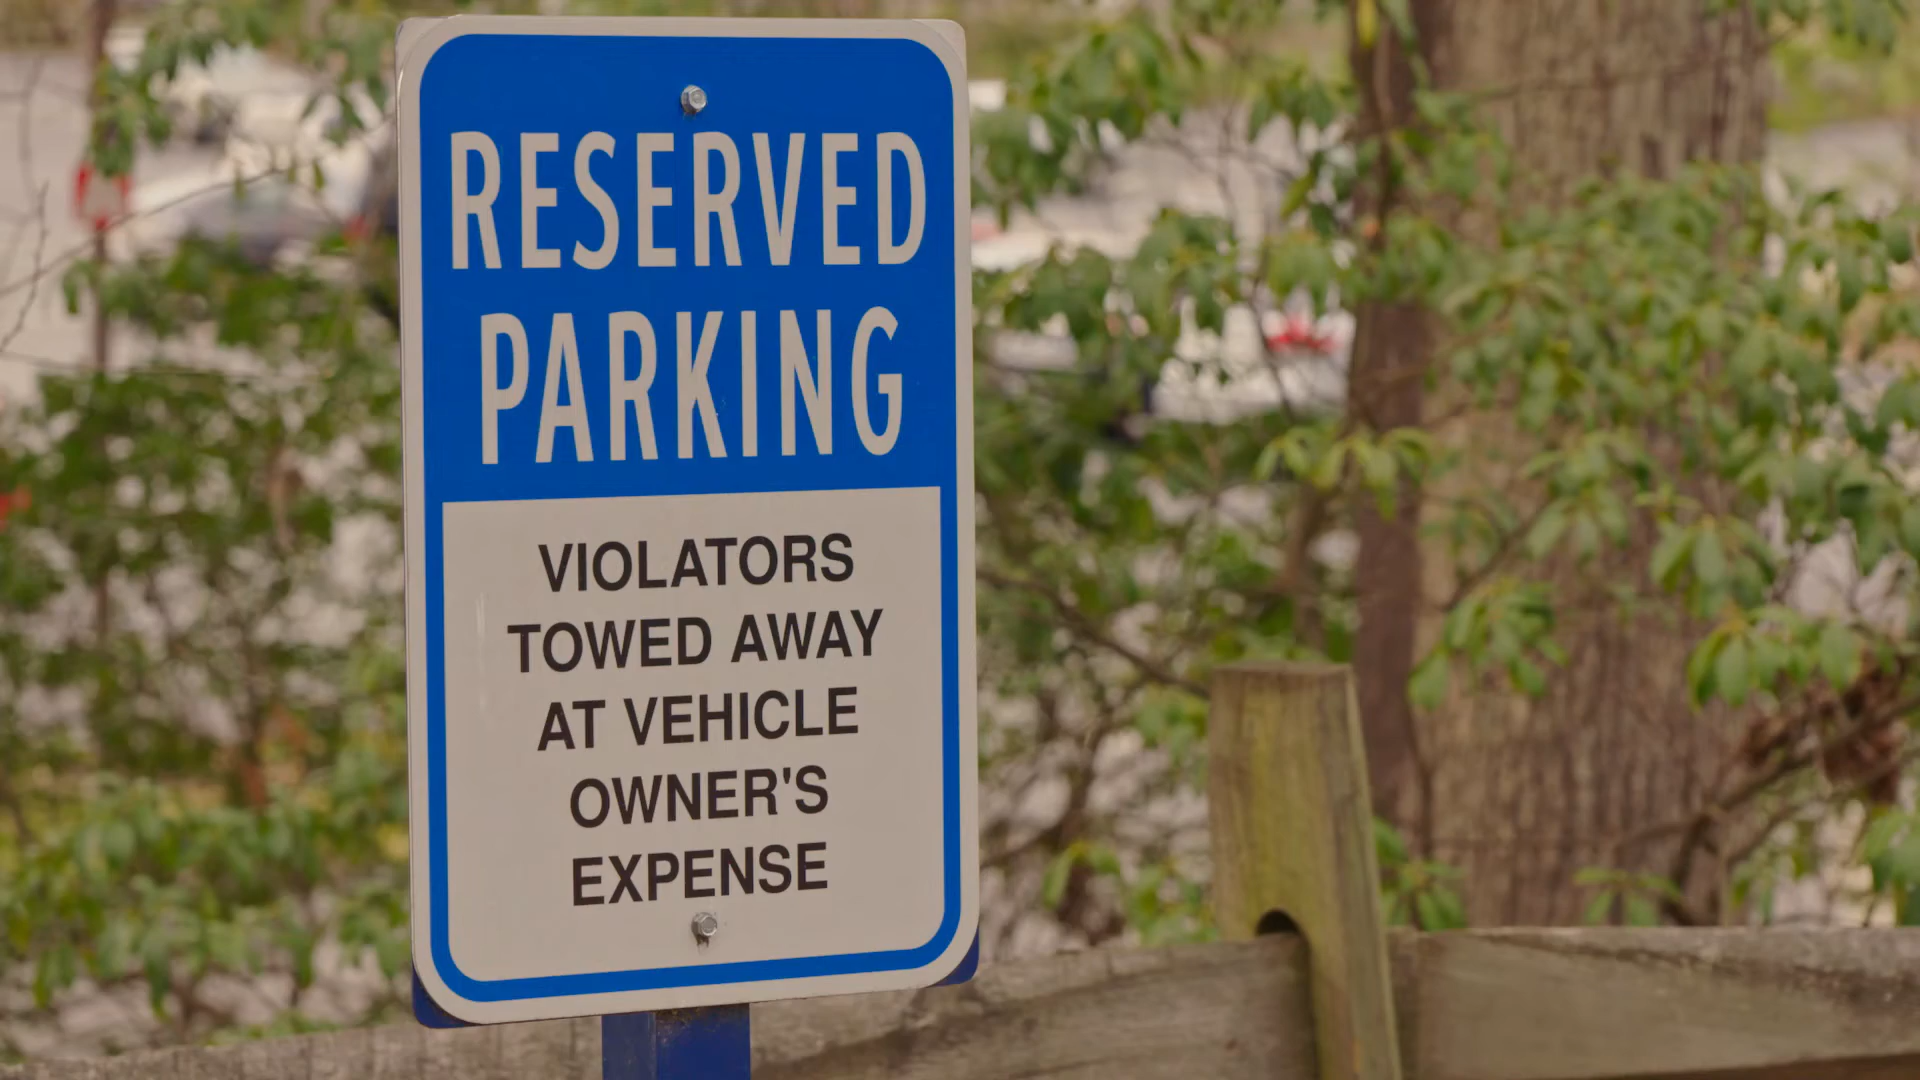 RESERVED
PARKING
VIOLATORS
TOWED AWAY
AT VEHICLE
OWNER'S
EXPENSE